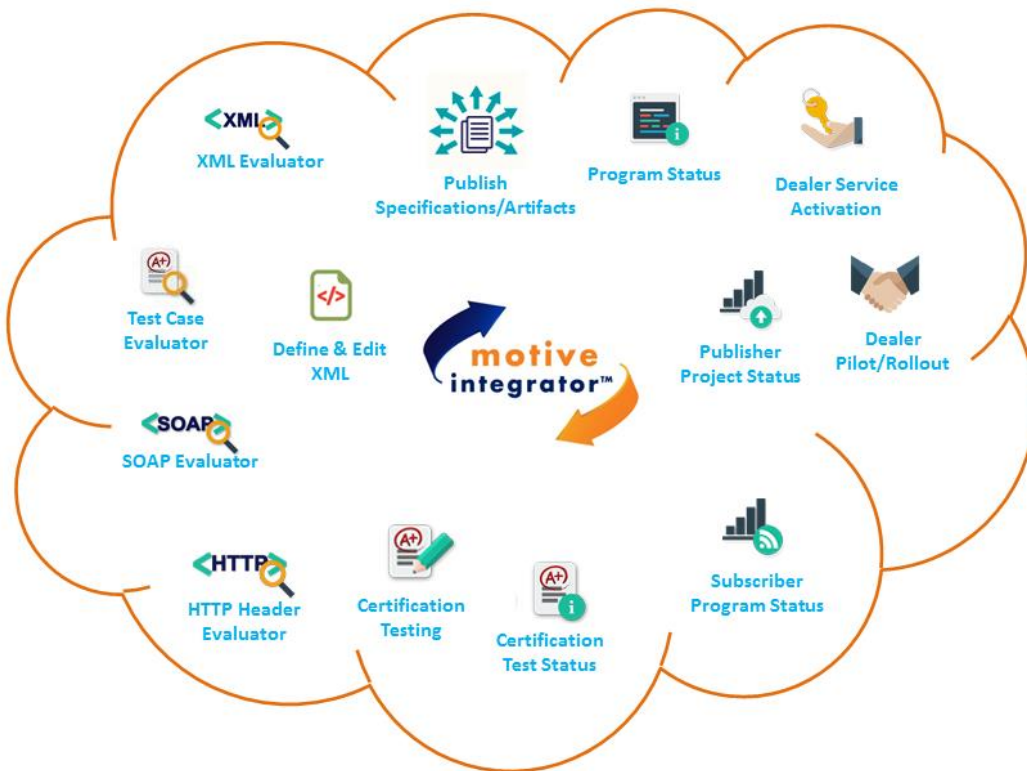 <XML>
XML Evaluator
Publish
Specifications/Artifacts
Program Status
Dealer Service
Activation
A+
Test Case
Evaluator
</>
Define & Edit
XML
motive
integrator™
Publisher
Project Status
Dealer
Pilot/Rollout
<SOAP>
SOAP Evaluator
<HTTP>
HTTP Header
Evaluator
A+
Certification
Testing
A+
i
Certification
Test Status
Subscriber
Program Status
i